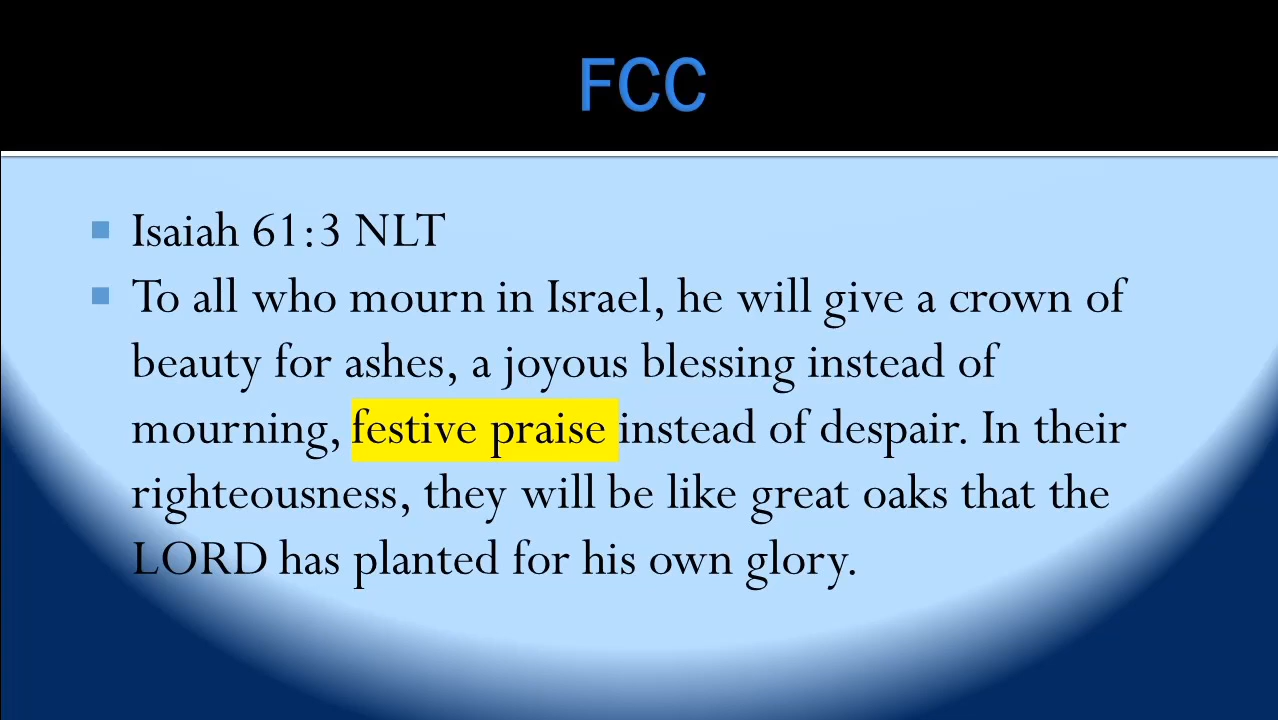 FCC
Isaiah 61:3 NLT
To all who mourn in Israel, he will give a crown of
beauty for ashes, a joyous blessing instead of
mourning, festive praise instead of despair. In their
righteousness, they will be like great oaks that the
LORD has planted for his own glory.